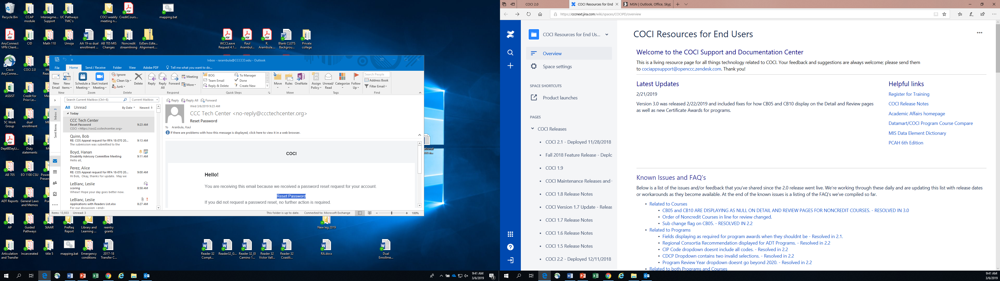 Recycle Bin
CCAP module
Intersegme... Support
UC Pathways TMC's
COCI weekly meeting n...
CreditCours...
mapping.bat
AnyConnect VPN Client...
CID
Math 110
Umoja
AA 19-xx dual enrollment ...
AB 705 MIS Changes
Noncredit streamlining
EdServ.Edte... Alignment....
WCCLeave Request 4.1...
Raul Arambul...
R. Arambula....
Blank CLETS Backgrou...
Private college
Cisco AnyConne...
COCI 2.0
ASSIST
Credit for Prior Le...
5C Work Group
dual enrollment
DeptBDayLi...
Duty statements
AB 705
EO 1100 CSU
ADT Reports
General Laws and Memos
AP
Guided Pathways
StAAR
PreReq Report
Library and Learning ...
reentry grants
New leg 2019
Articulation and Transfer
Incarcerated
title 5
mapping.bat
Emergency conditions
2017-18 Transfer C...
Reader 32 Compt...
Reader32_G...
Reader 32_El Camino 1...
Reader 32 Victor Vall...
Reader 32 Coastli...
RA.docx
Dual Enrollme...
Inbox - rarambula@CCCCO.edu - Outlook
File Home Send / Receive Folder View Adobe PDF Tell me what you want to do...
New Email
New Items
Schedule a Meeting
Start Instant Meeting
Ignore
Clean Up
Junk
Delete
Reply
Reply All
Forward
Meeting
More
BOG
Team Email
Reply & Delete
To Manager
Done
Create New
Move
Rules
OneNote
Assign Policy
Unread/ Read
Categorize
Follow Up
Search People
Address Book
Filter Email
New Zoom Delete Respond Quick Steps Move Tags Find
Search Current Mailbox (Ctrl+E) Current Mailbox
All Unread By Date Newest
Today
CCC Tech Center
Reset Password 9:23 AM
COCI <https://coci2.ccctechcenter.org>
Quinn, Bob
RE: COS Appeal request for RFA 18-070 20... 9:13 AM
The submission was submitted to the
Boyd, Hanan
Disability Advisory Committee Meeting 9:11 AM
Hello all,
Perez, Alice
RE: COS Appeal request for RFA 18-070 20... 9:00 AM
Hi Bob, Okay, thanks for update. May we
LeBlanc, Leslie
scoring 8:58 AM
Whew!! Hope your day goes better now.
LeBlanc, Leslie
Applications with Readers List.xlsx 8:27 AM
For our discussion <end>
Inbox 3
Sent Items
Reply Reply All Forward
Wed 3/6/2019 9:23 AM
CCC Tech Center <no-reply@ccctechcenter.org>
Reset Password
To Arambula, Raul
If there are problems with how this message is displayed, click here to view it in a web browser.
COCI
Hello!
You are receiving this email because we received a password reset request for your account.
Reset Password
If you did not request a password reset, no further action is required.
Items: 13,933 Unread: 3 This folder is up to date. Connected to: Microsoft Exchange 100%
9:41 AM
3/6/2019
COCI 2.0
COCI Resources for End
MSN | Outlook, Office, Skyp
https://cccnext.jira.com/wiki/spaces/COCIPD/overview
COCI Resources for End Us...
Overview
Space settings
SPACE SHORTCUTS
Product launches
PAGES
COCI Releases
COCI 2.1 - Deployed 11/28/2018
Fall 2018 Feature Release - Deplo
COCI 1.9
COCI Maintenance Releases and
COCI 1.8 Release Notes
COCI Version 1.7 Update - Releas
COCI 1.7 Release Notes
COCI 1.6 Release Notes
COCI 1.5 Release Notes
COCI 2.2 - Deployed 12/11/2018
COCI Resources for End Users
Welcome to the COCI Support and Documentation Center
This is a living resource page for all things technology related to COCI. Your feedback and suggestions are always welcome; please send them
to cociappsupport@openccc.zendesk.com. Thank you!
Latest Updates
2/21/2019
Version 3.0 was released 2/22/2019 and included fixes for how CB05 and CB10 display on the Detail and Review pages
as well as new Certificate Awards for programs.
Helpful links
Register for Training
COCI Release Notes
Academic Affairs homepage
Datamart/COCI Program Course Compare
MIS Data Element Dictionary
PCAH 6th Edition
Known Issues and FAQ's
Below is a list of the issues and/or feedback that you've shared since the 2.0 release went live. We're working through these daily and are updating this list with release dates
or workarounds as they become available. At the end of the known issues is a listing of the FAQ's we've compiled so far.
Related to Courses
CB05 and CB10 ARE DISPLAYING AS NULL ON DETAIL AND REVIEW PAGES FOR NONCREDIT COURSES. - RESOLVED IN 3.0
Order of Noncredit Courses in line for review changed.
Sub change flag on CB05. - RESOLVED IN 2.2
Related to Programs
Fields displaying as required for program awards when they shouldnt be - Resolved in 2.1.
Regional Consortia Recommendation displayed for ADT Programs. - Resolved in 2.2
CIP Code dropdown doesnt include all codes. - Resolved in 2.2
CDCP Dropdown contains two invalid selections. - Resolved in 2.2
Program Review Year dropdown doesnt go beyond 2020. - Resolved in 2.2
Related to both Programs and Courses
9:41 AM
3/6/2019